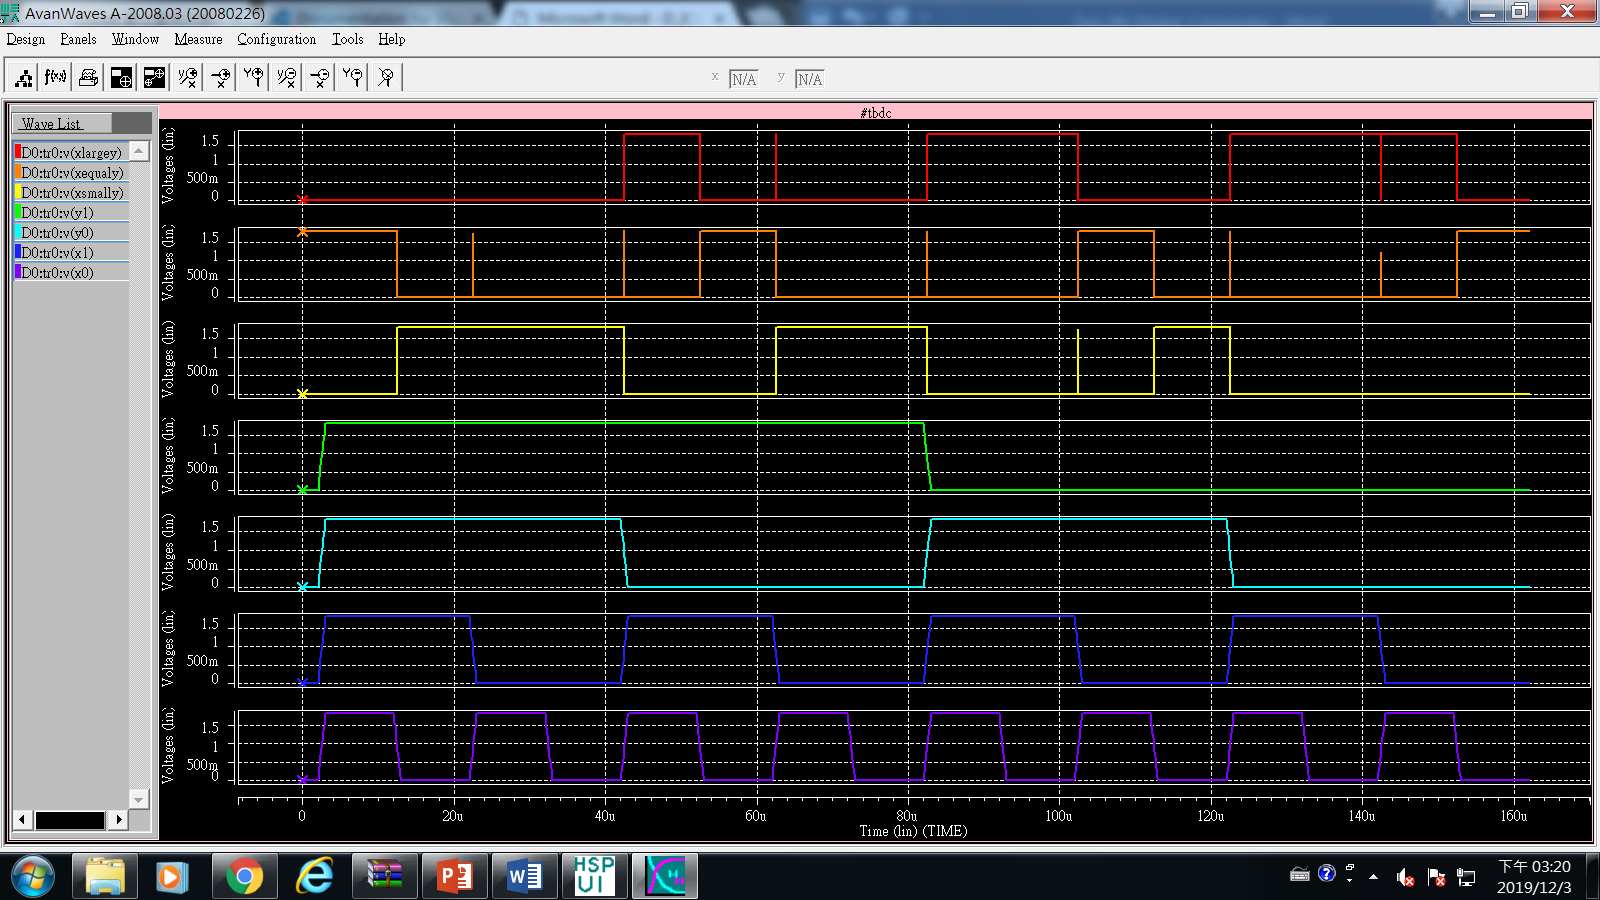 AvanWaves A-2008.03 (20080226)
Design Panels Window Measure Configuration Tools Help
f(x)
x N/A y N/A
#tbdc
Wave List
D0:tr0:v(xlargey)
D0:tr0:v(xequaly)
D0:tr0:v(xsmally)
D0:tr0:v(y1)
D0:tr0:v(y0)
D0:tr0:v(x1)
D0:tr0:v(x0)
Voltages (lin)
1.5
1
500m
0
Voltages (lin)
1.5
1
500m
0
Voltages (lin)
1.5
1
500m
0
Voltages (lin)
1.5
1
500m
0
Voltages (lin)
1.5
1
500m
0
Voltages (lin)
1.5
1
500m
0
Voltages (lin)
1.5
1
500m
0
0 20u 40u 60u 80u 100u 120u 140u 160u
Time (lin) (TIME)
HSP
UI
下午 03:20
2019/12/3